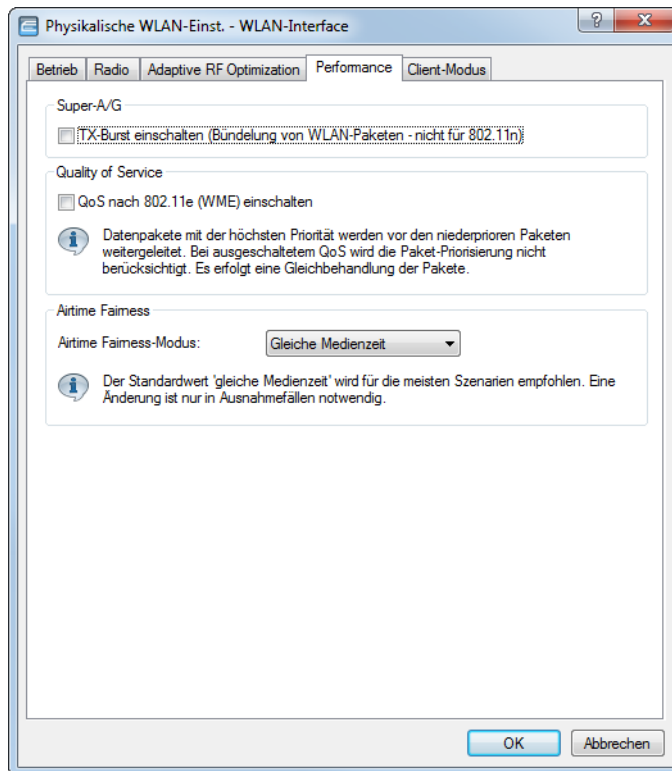 Physikalische WLAN-Einst. - WLAN-Interface
Betrieb Radio Adaptive RF Optimization Performance Client-Modus
Super-A/G
TX-Burst einschalten (Bündelung von WLAN-Paketen - nicht für 802.11n)
Quality of Service
QoS nach 802.11e (WME) einschalten
Datenpakete mit der höchsten Priorität werden vor den niederprioren Paketen
weitergeleitet. Bei ausgeschaltetem QoS wird die Paket-Priorisierung nicht
berücksichtigt. Es erfolgt eine Gleichbehandlung der Pakete.
Airtime Fairness
Airtime Fairness-Modus: Gleiche Medienzeit
Der Standardwert 'gleiche Medienzeit' wird für die meisten Szenarien empfohlen. Eine
Änderung ist nur in Ausnahmefällen notwendig.
OK Abbrechen